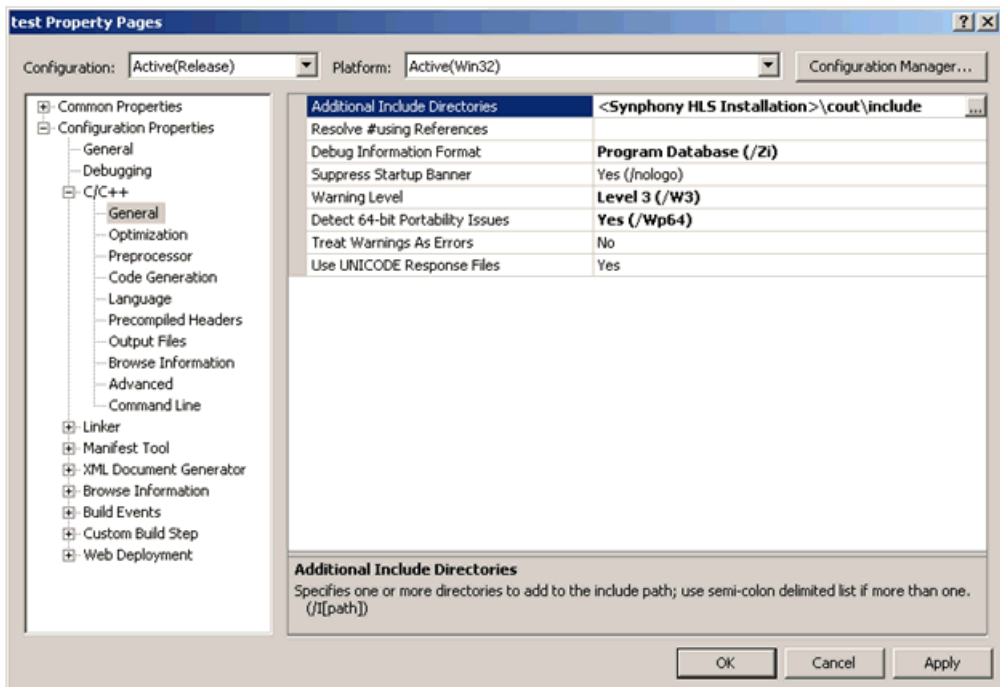 test Property Pages
Configuration: Active(Release) Platform: Active(Win32) Configuration Manager...
Common Properties
Configuration Properties
General
Debugging
C/C++
General
Optimization
Preprocessor
Code Generation
Language
Precompiled Headers
Output Files
Browse Information
Advanced
Command Line
Linker
Manifest Tool
XML Document Generator
Browse Information
Build Events
Custom Build Step
Web Deployment
Additional Include Directories <Synphony HLS Installation>\cout\include ...
Resolve #using References
Debug Information Format Program Database (/Zi)
Suppress Startup Banner Yes (/nologo)
Warning Level Level 3 (/W3)
Detect 64-bit Portability Issues Yes (/Wp64)
Treat Warnings As Errors No
Use UNICODE Response Files Yes
Additional Include Directories
Specifies one or more directories to add to the include path; use semi-colon delimited list if more than one.
(/I[path])
OK Cancel Apply